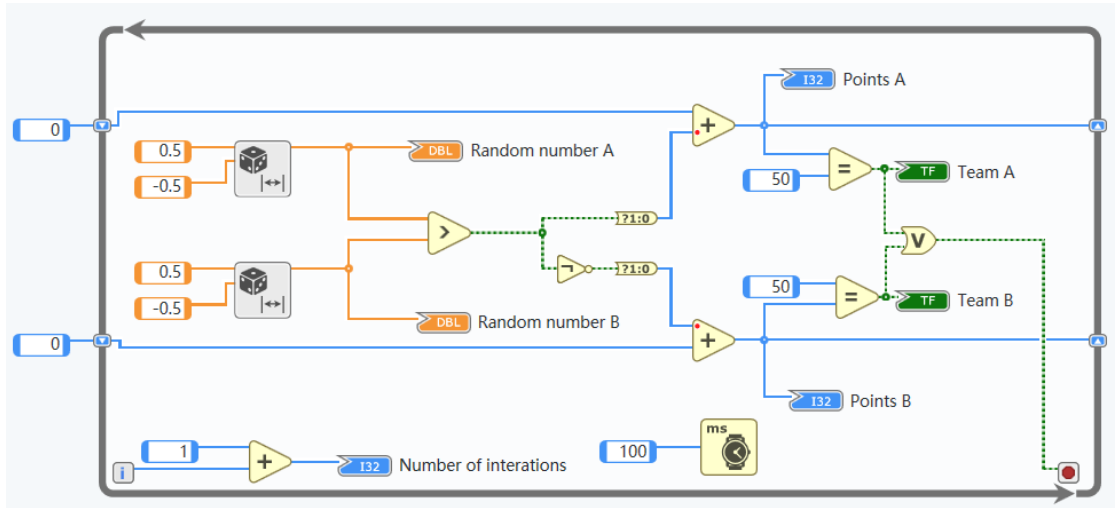 I32 Points A
0
0.5
DBL Random number A
-0.5
50
TF Team A
?1:0
V
?1:0
0.5
50
-0.5
TF Team B
DBL Random number B
0
I32 Points B
ms
1
100
i
I32 Number of interations